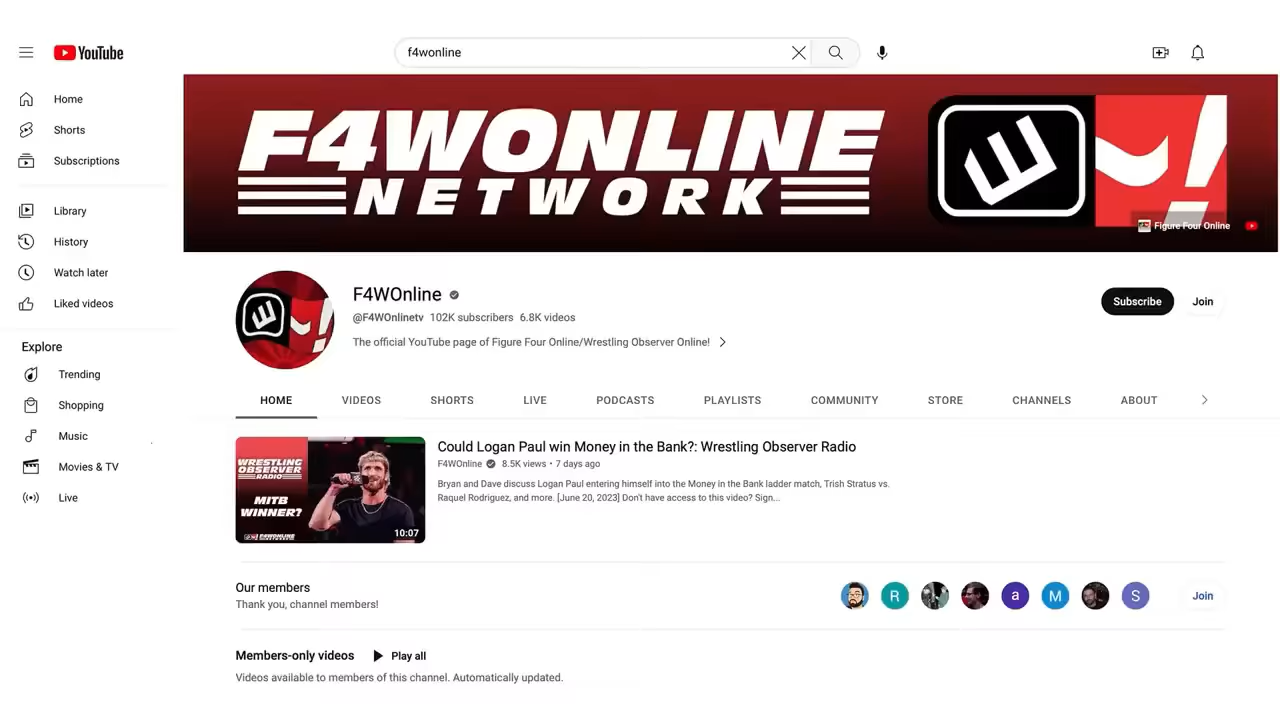 YouTube
f4wonline
Home
Shorts
Subscriptions
Library
History
Watch later
Liked videos
Explore
Trending
Shopping
Music
Movies & TV
Live
F4WONLINE
NETWORK
Figure Four Online
F4WOnline
@F4WOnlinetv 102K subscribers 6.8K videos
The official YouTube page of Figure Four Online/Wrestling Observer Online!
Subscribe
Join
HOME VIDEOS SHORTS LIVE PODCASTS PLAYLISTS COMMUNITY STORE CHANNELS ABOUT
WRESTLING
OBSERVER
RADIO
MITB
WINNER?
F4WONLINE
NETWORK
10:07
Could Logan Paul win Money in the Bank?: Wrestling Observer Radio
F4WOnline 8.5K views • 7 days ago
Bryan and Dave discuss Logan Paul entering himself into the Money in the Bank ladder match, Trish Stratus vs.
Raquel Rodriguez, and more. [June 20, 2023] Don't have access to this video? Sign...
Our members
Thank you, channel members!
R
a
M
S
Join
Members-only videos Play all
Videos available to members of this channel. Automatically updated.